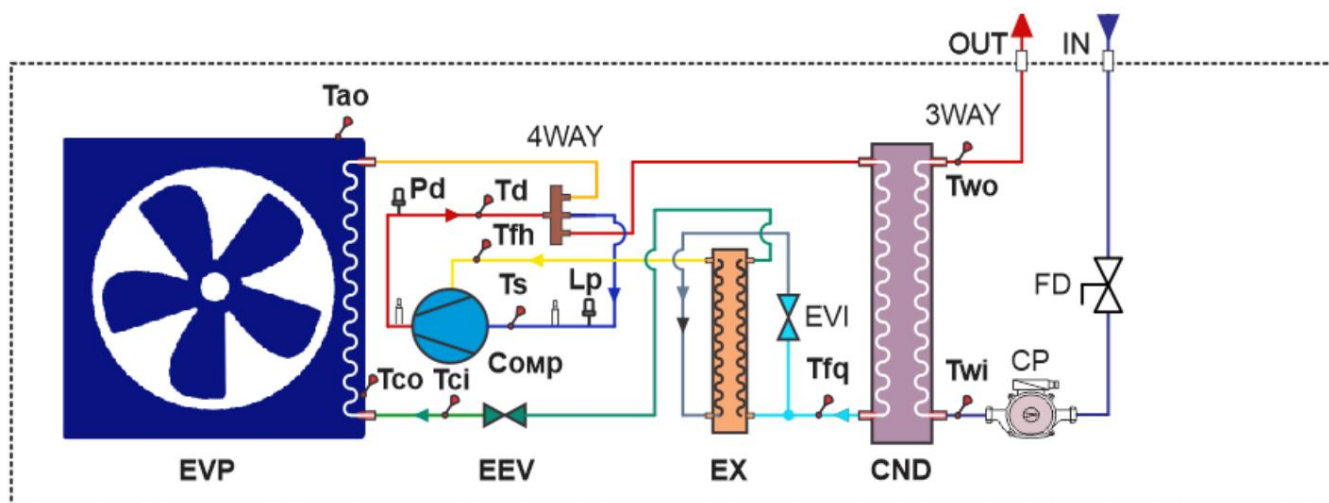 OUT IN
Tao
4WAY
3WAY
Pd
Td
Two
Tfh
Ts
Lp
FD
EVI
Comp
Tco
Tci
Tfq
Twi
CP
EVP
EEV
EX
CND